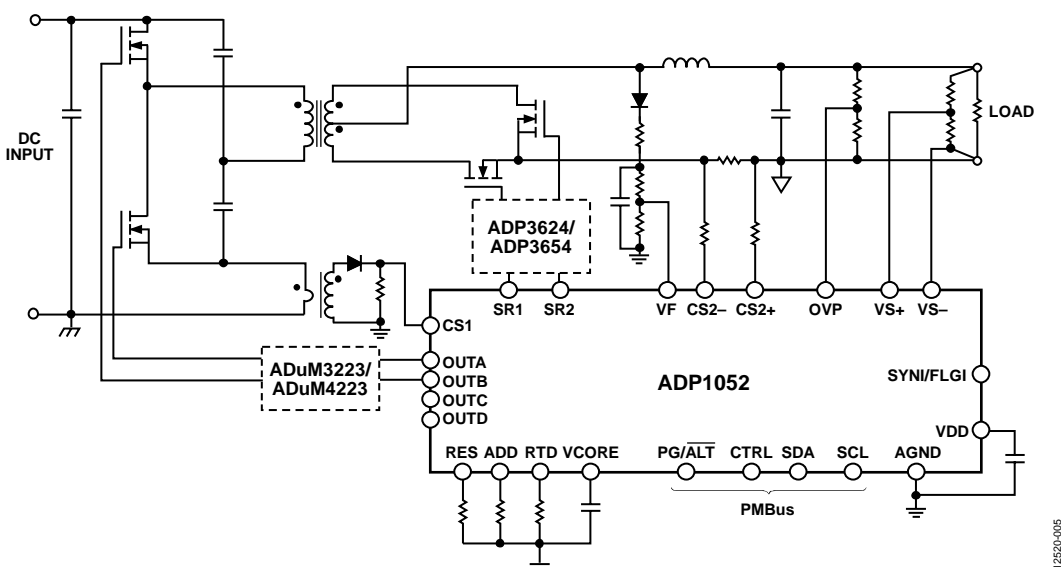 DC
INPUT
LOAD
ADP3624/
ADP3654
SR1 SR2 VF CS2– CS2+ OVP VS+ VS–
CS1
ADuM3223/
ADuM4223
OUTA
OUTB
OUTC
OUTD
ADP1052
SYNI/FLGI
VDD
RES ADD RTD VCORE PG/ALT CTRL SDA SCL AGND
PMBus
12520-005